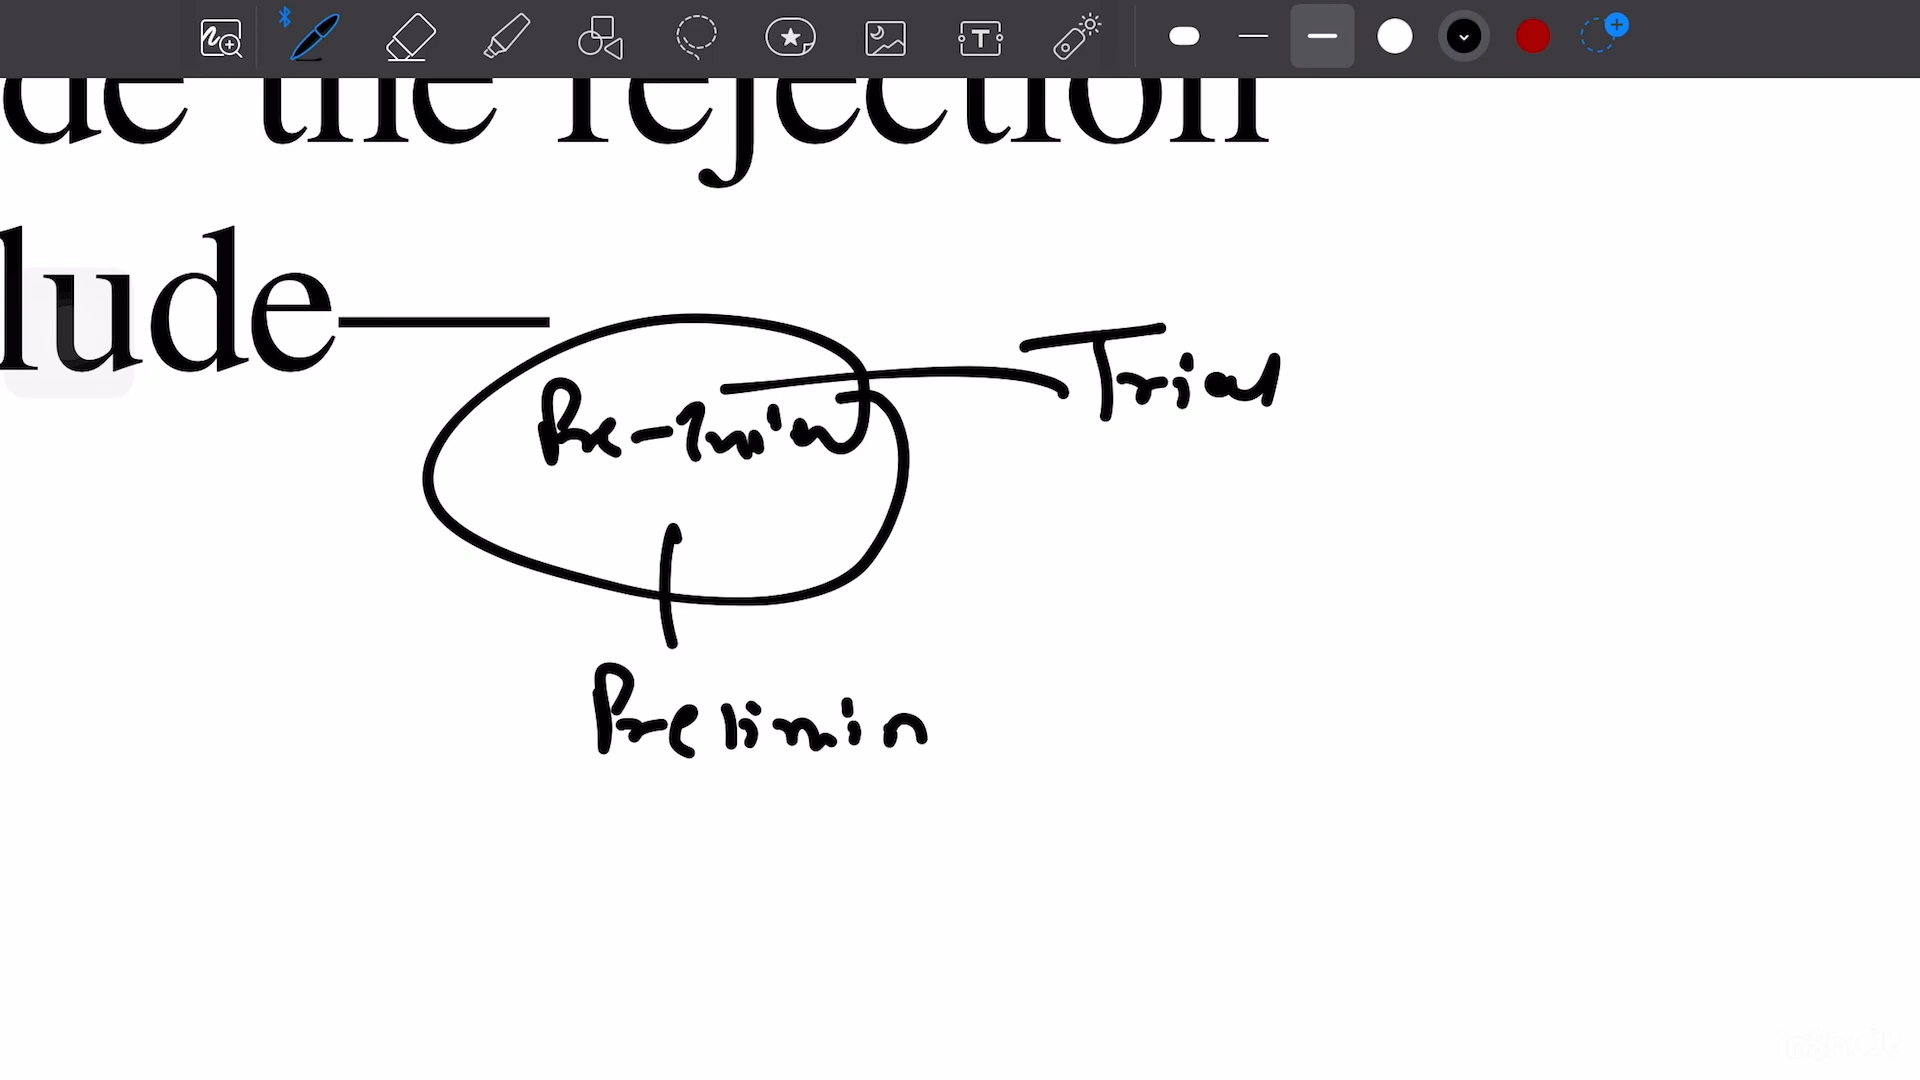 de the rejection
lude—
Trial
Pre-Trial
Prelimin